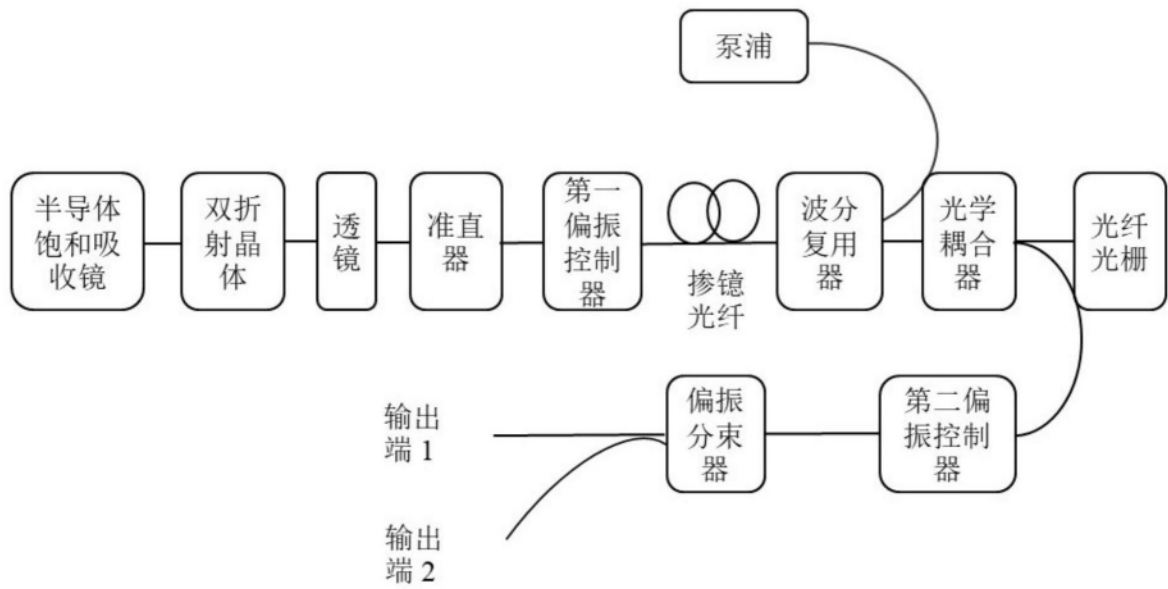 泵浦
半导体
饱和吸
收镜
双折
射晶
体
透
镜
准直
器
第一
偏振
控制
器
掺镜
光纤
波分
复用
器
光学
耦合
器
光纤
光栅
输出
端1
偏振
分束
器
第二偏
振控制
器
输出
端2